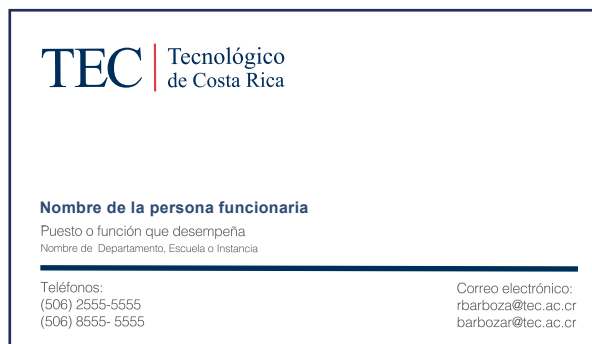 TEC
Tecnológico
de Costa Rica
Nombre de la persona funcionaria
Puesto o función que desempeña
Nombre de Departamento, Escuela o Instancia
Teléfonos:
(506) 2555-5555
(506) 8555- 5555
Correo electrónico:
rbarboza@tec.ac.cr
barbozar@tec.ac.cr